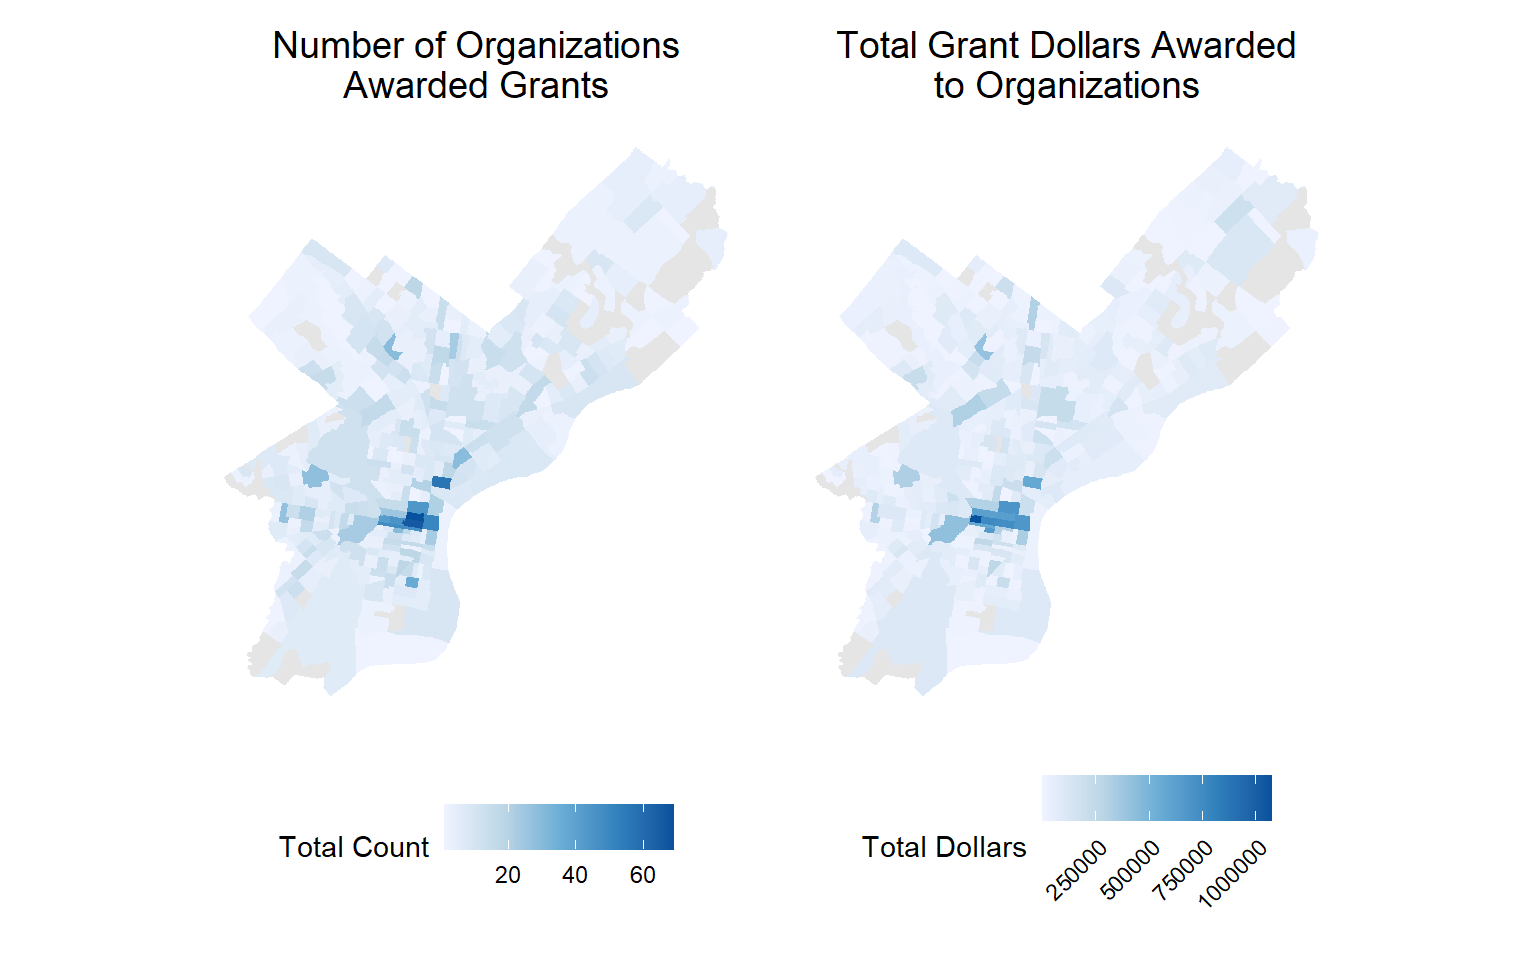 Number of Organizations
Awarded Grants
Total Grant Dollars Awarded
to Organizations
Total Count
20 40 60
Total Dollars
250000 500000 750000 1000000